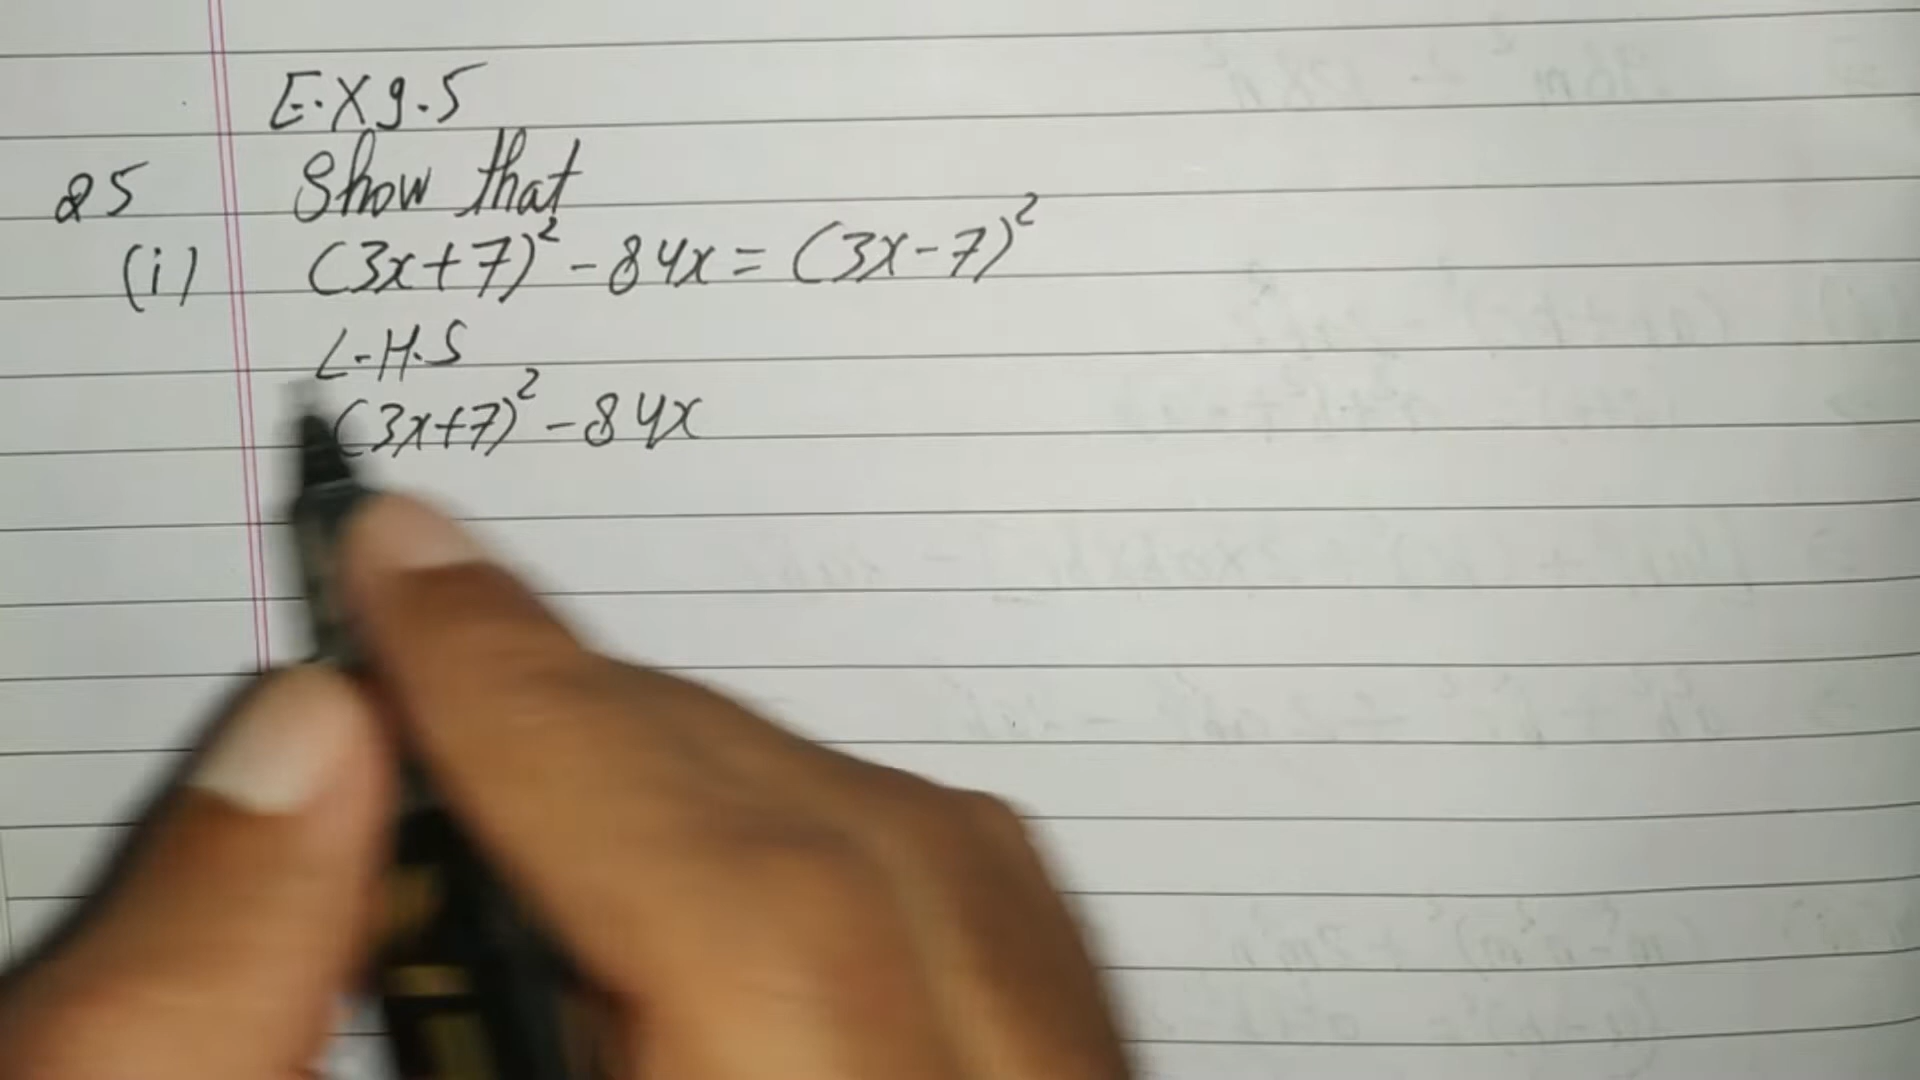 E.X 9.5
Q5 Show that
(i) (3x+7)² - 84x = (3x-7)²
L.H.S
(3x+7)² - 84x